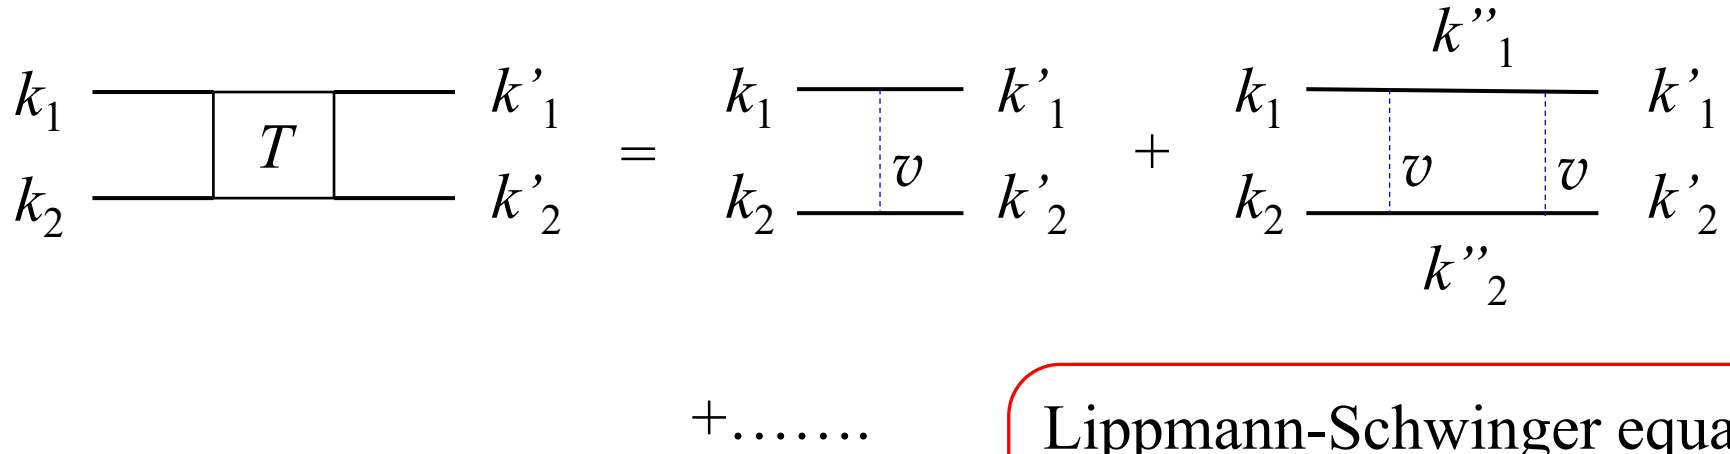 k''₁
k₁ k'₁ = k₁ k'₁ + k₁ k'₁
T v v v
k₂ k'₂ k₂ k'₂ k₂ k'₂
k''₂
+.......
Lippmann-Schwinger equa